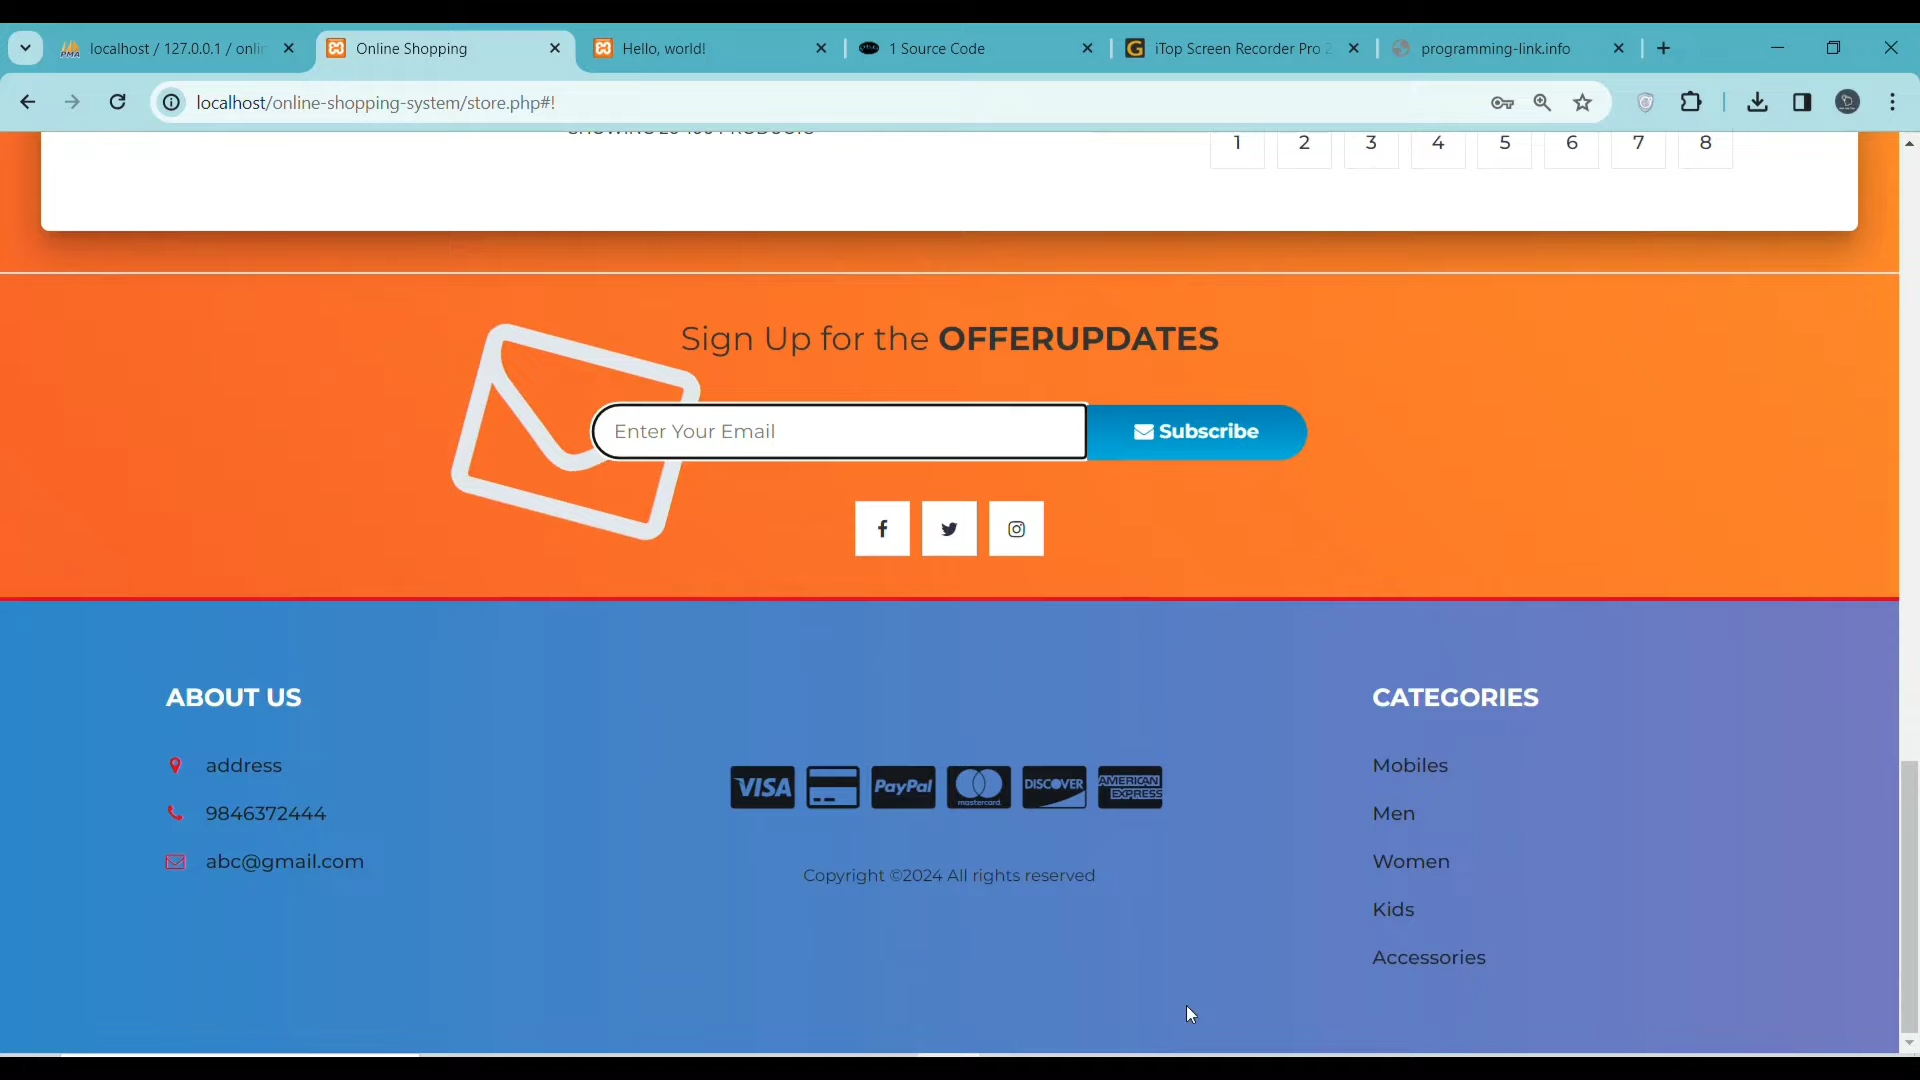 localhost / 127.0.0.1 / onlin
Online Shopping
Hello, world!
1 Source Code
iTop Screen Recorder Pro 2
programming-link.info
localhost/online-shopping-system/store.php#!
1 2 3 4 5 6 7 8
Sign Up for the OFFERUPDATES
Enter Your Email
Subscribe
ABOUT US
address
9846372444
abc@gmail.com
VISA PayPal mastercard DISCOVER AMERICAN EXPRESS
Copyright ©2024 All rights reserved
CATEGORIES
Mobiles
Men
Women
Kids
Accessories